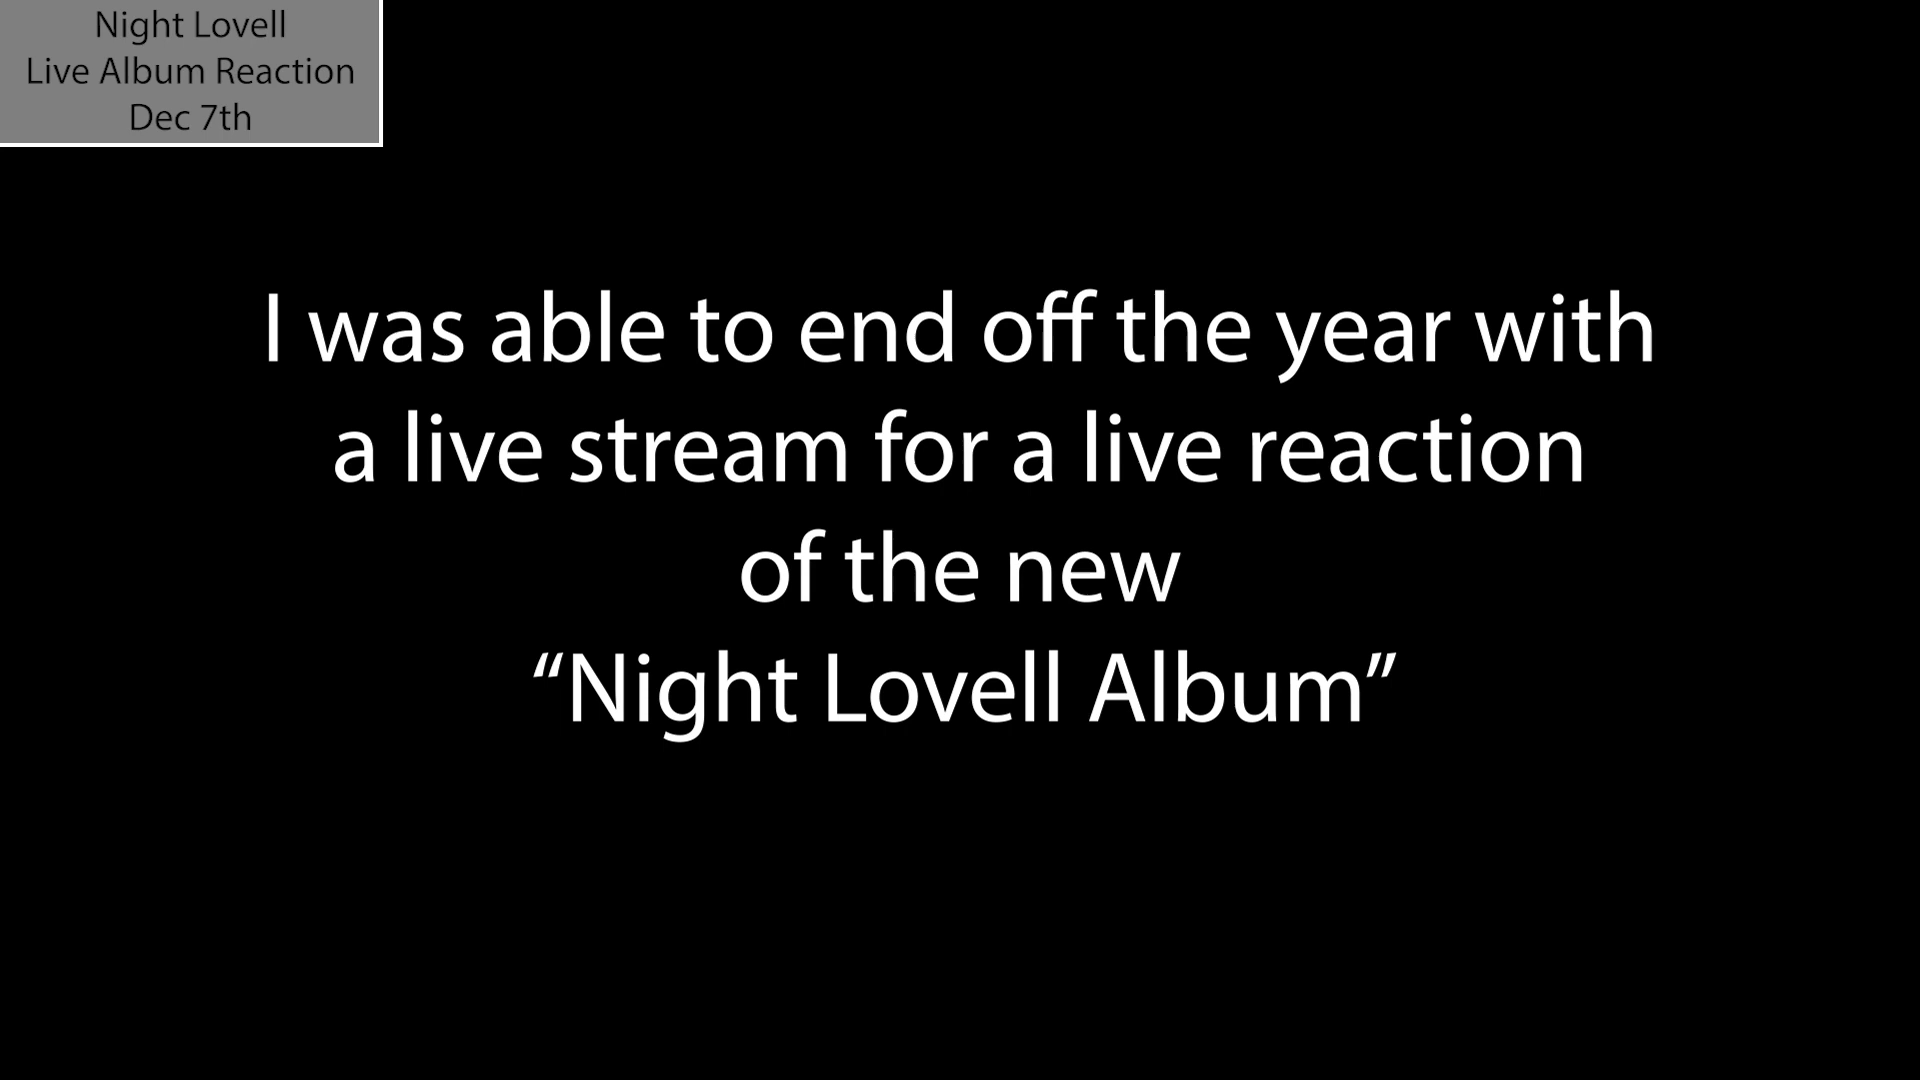 Night Lovell
Live Album Reaction
Dec 7th
I was able to end off the year with
a live stream for a live reaction
of the new
“Night Lovell Album”